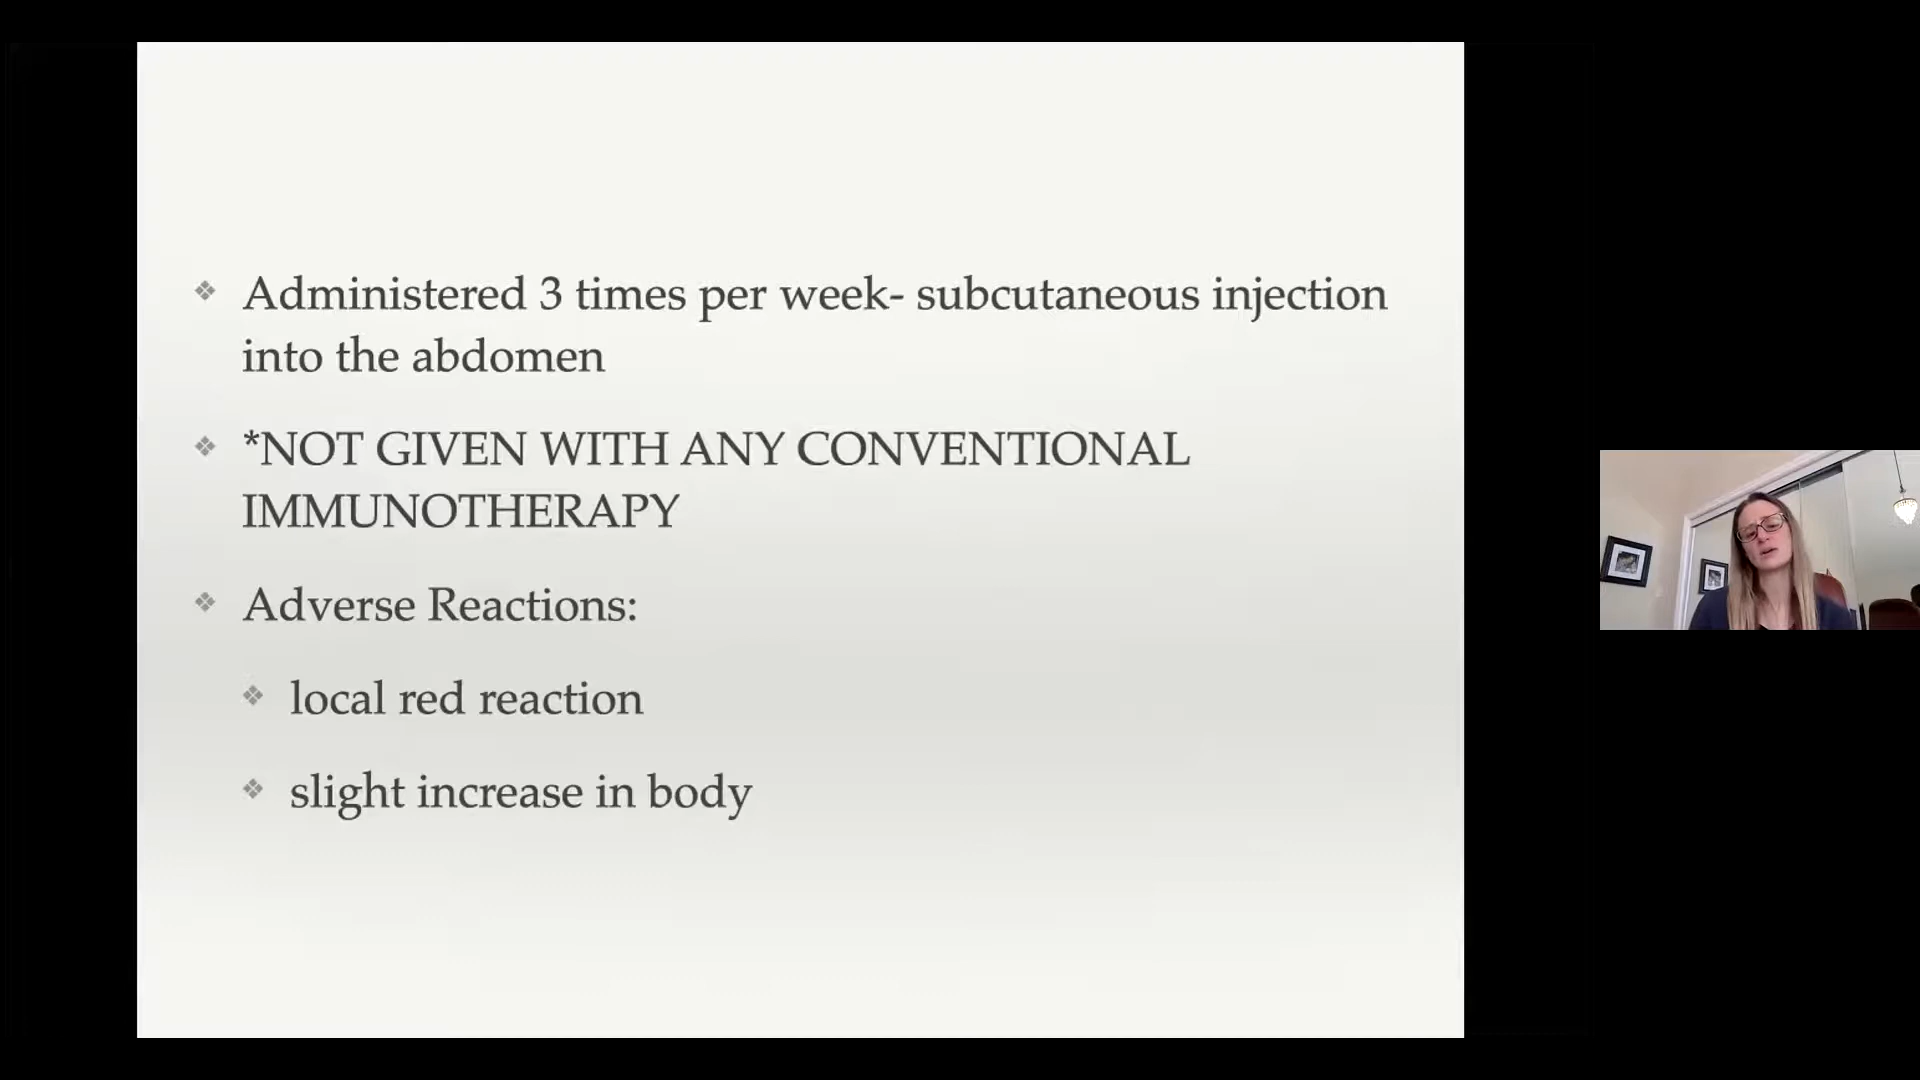 Administered 3 times per week- subcutaneous injection
into the abdomen
*NOT GIVEN WITH ANY CONVENTIONAL
IMMUNOTHERAPY
Adverse Reactions:
local red reaction
slight increase in body